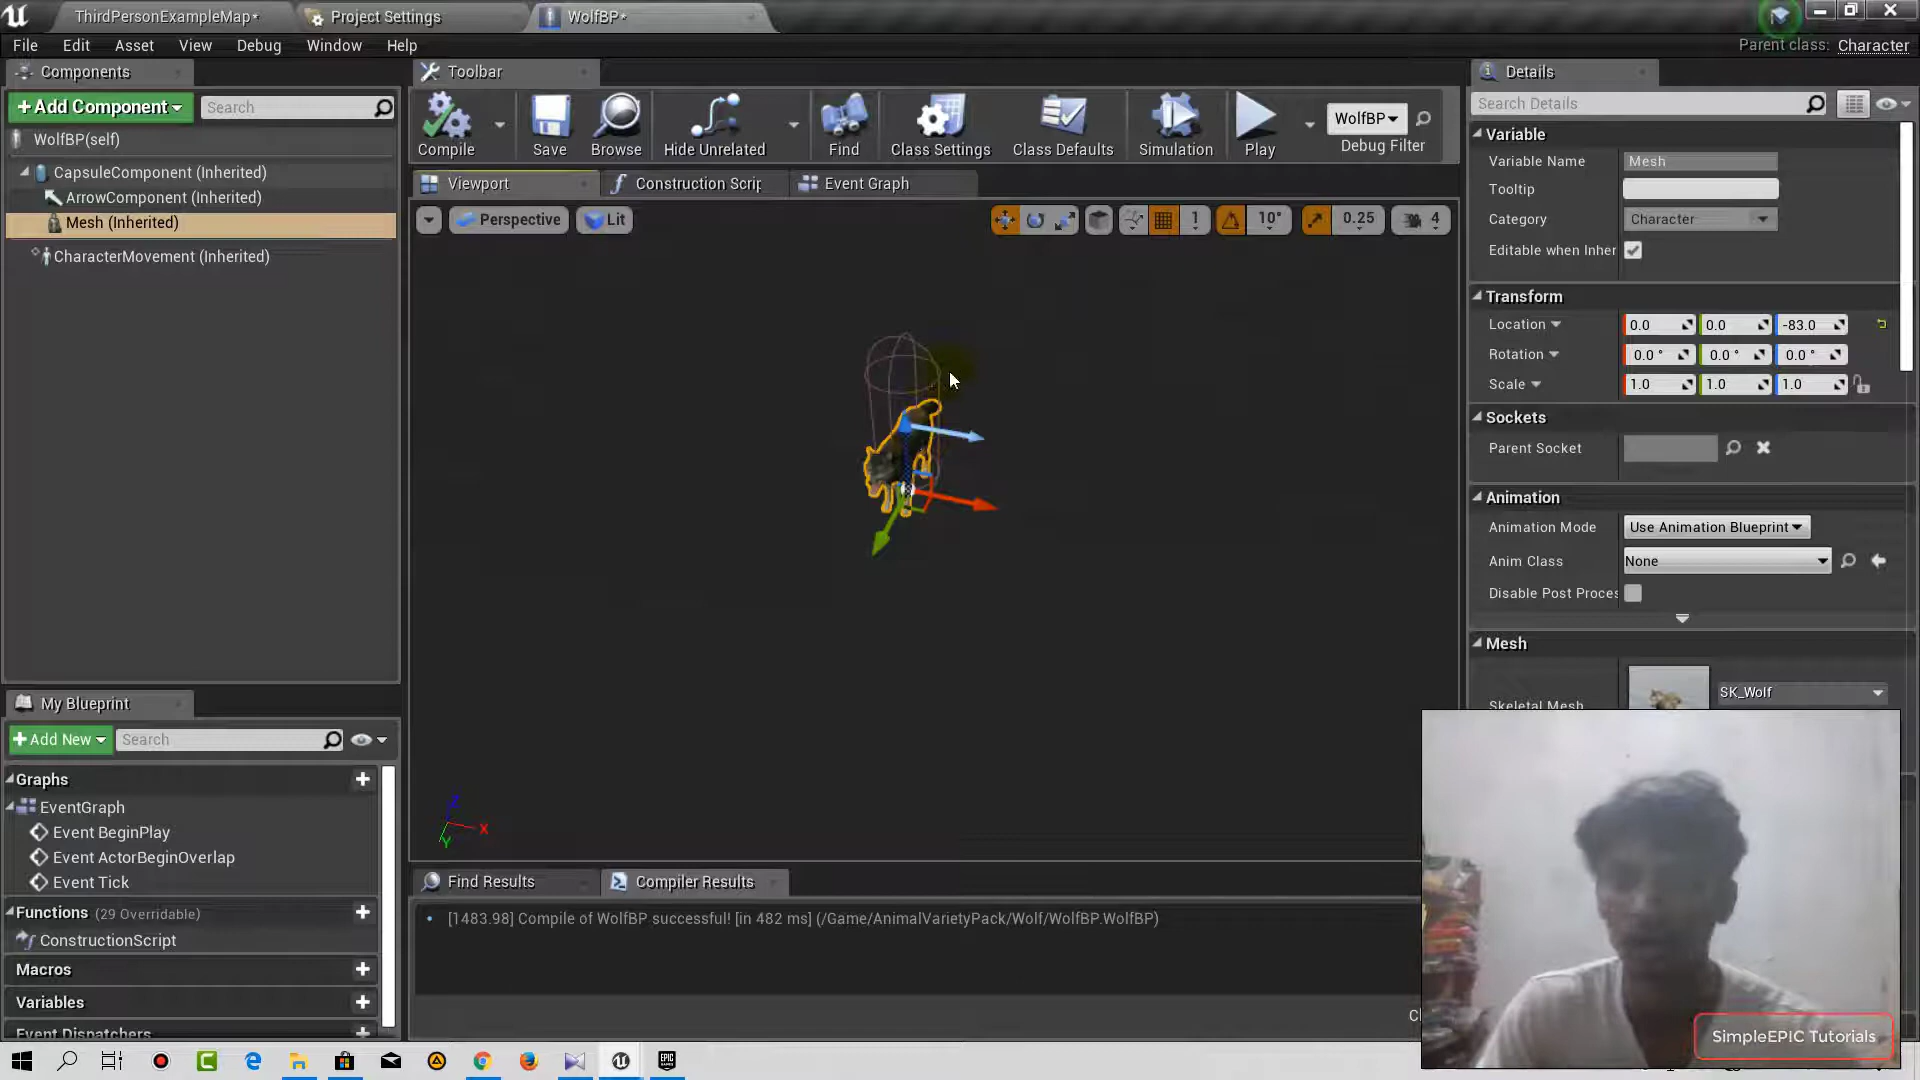 ThirdPersonExampleMap*
Project Settings
WolfBP*
File Edit Asset View Debug Window Help
Parent class: Character
Components
Toolbar
Details
+ Add Component
Search
Compile
Save
Browse
Hide Unrelated
Find
Class Settings
Class Defaults
Simulation
Play
WolfBP
Debug Filter
Search Details
WolfBP(self)
CapsuleComponent (Inherited)
ArrowComponent (Inherited)
Mesh (Inherited)
CharacterMovement (Inherited)
Viewport
Construction Scrip
Event Graph
Perspective
Lit
1
10°
0.25
4
Z
X
Y
Variable
Variable Name Mesh
Tooltip
Category Character
Editable when Inher
Transform
Location 0.0 0.0 -83.0
Rotation 0.0 ° 0.0 ° 0.0 °
Scale 1.0 1.0 1.0
Sockets
Parent Socket
Animation
Animation Mode Use Animation Blueprint
Anim Class None
Disable Post Proces
Mesh
Skeletal Mesh
SK_Wolf
My Blueprint
+ Add New
Search
Graphs
EventGraph
Event BeginPlay
Event ActorBeginOverlap
Event Tick
Functions (29 Overridable)
ConstructionScript
Macros
Variables
Event Dispatchers
Find Results
Compiler Results
[1483.98] Compile of WolfBP successful! [in 482 ms] (/Game/AnimalVarietyPack/Wolf/WolfBP.WolfBP)
SimpleEPIC Tutorials
EPIC